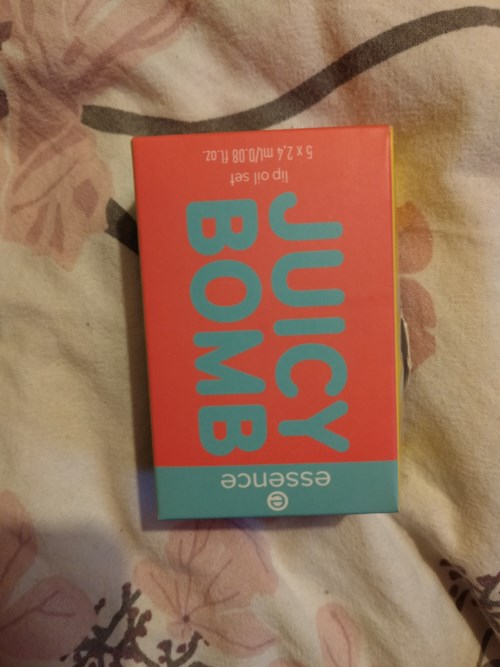 essence
JUICY
BOMB
lip oil set
5 x 2,4 ml/0.08 fl.oz.